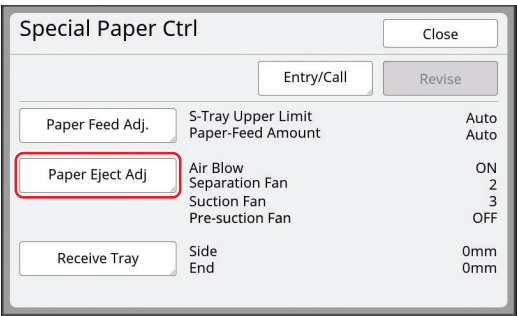 Special Paper Ctrl
Close
Entry/Call
Revise
Paper Feed Adj.
S-Tray Upper Limit Auto
Paper-Feed Amount Auto
Paper Eject Adj
Air Blow ON
Separation Fan 2
Suction Fan 3
Pre-suction Fan OFF
Receive Tray
Side 0mm
End 0mm